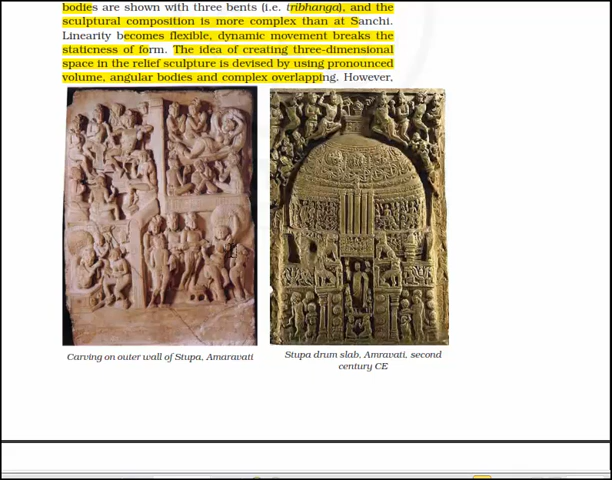 bodies are shown with three bents (i.e. tribhanga), and the
sculptural composition is more complex than at Sanchi.
Linearity becomes flexible, dynamic movement breaks the
staticness of form. The idea of creating three-dimensional
space in the relief sculpture is devised by using pronounced
volume, angular bodies and complex overlapping. However,
Carving on outer wall of Stupa, Amaravati
Stupa drum slab, Amravati, second
century CE